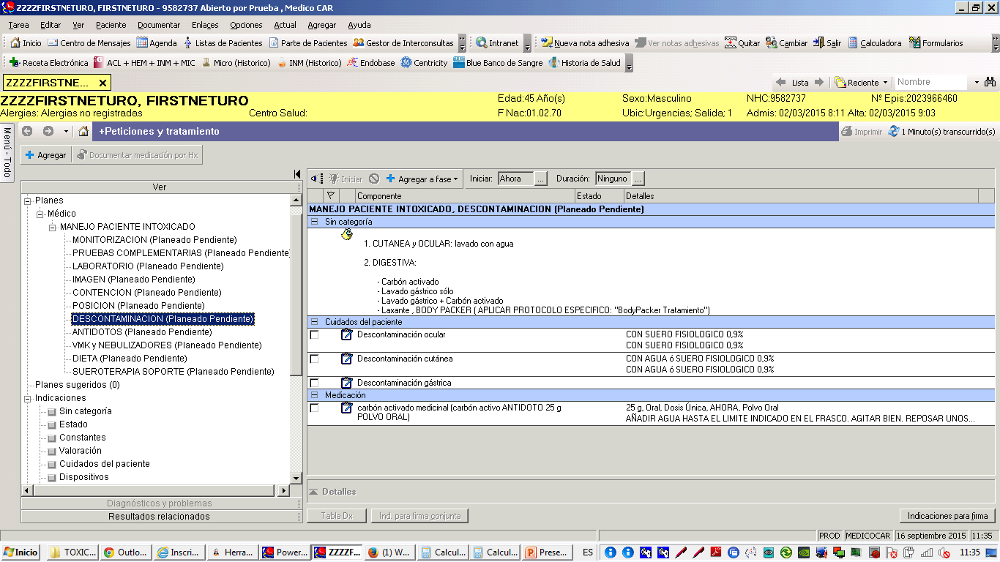 ZZZZFIRSTNETURO, FIRSTNETURO - 9582737 Abierto por Prueba , Medico CAR
Tarea Editar Ver Paciente Documentar Enlaces Opciones Actual Agregar Ayuda
Inicio Centro de Mensajes Agenda Listas de Pacientes Parte de Pacientes Gestor de Interconsultas Intranet Nueva nota adhesiva Ver notas adhesivas Quitar Cambiar Salir Calculadora Formularios
Receta Electrónica ACL + HEM + INM + MIC Micro (Historico) INM (Historico) Endobase Centricity Blue Banco de Sangre Historia de Salud
ZZZZFIRSTNE... Lista Reciente Nombre
ZZZZFIRSTNETURO, FIRSTNETURO Edad:45 Año(s) Sexo:Masculino NHC:9582737 Nº Epis:2023966460
Alergias: Alergias no registradas Centro Salud: F Nac:01.02.70 Ubic:Urgencias; Salida; 1 Admis: 02/03/2015 8:11 Alta: 02/03/2015 9:03
Menú - Todo
+Peticiones y tratamiento Imprimir 1 Minuto(s) transcurrido(s)
Agregar Documentar medicación por Hx
Ver
Planes
Médico
MANEJO PACIENTE INTOXICADO
MONITORIZACION (Planeado Pendiente)
PRUEBAS COMPLEMENTARIAS (Planeado Pendiente
LABORATORIO (Planeado Pendiente)
IMAGEN (Planeado Pendiente)
CONTENCION (Planeado Pendiente)
POSICION (Planeado Pendiente)
DESCONTAMINACION (Planeado Pendiente)
ANTIDOTOS (Planeado Pendiente)
VMK y NEBULIZADORES (Planeado Pendiente)
DIETA (Planeado Pendiente)
SUEROTERAPIA SOPORTE (Planeado Pendiente)
Planes sugeridos (0)
Indicaciones
Sin categoría
Estado
Constantes
Valoración
Cuidados del paciente
Dispositivos
Diagnósticos y problemas
Resultados relacionados
Iniciar Agregar a fase Iniciar: Ahora ... Duración: Ninguno ...
Componente Estado Detalles
MANEJO PACIENTE INTOXICADO, DESCONTAMINACION (Planeado Pendiente)
Sin categoría
1. CUTANEA y OCULAR: lavado con agua
2. DIGESTIVA:
- Carbón activado
- Lavado gástrico sólo
- Lavado gástrico + Carbón activado
- Laxante , BODY PACKER ( APLICAR PROTOCOLO ESPECIFICO: "BodyPacker Tratamiento")
Cuidados del paciente
Descontaminación ocular CON SUERO FISIOLOGICO 0,9%
CON SUERO FISIOLOGICO 0,9%
Descontaminación cutánea CON AGUA ó SUERO FISIOLOGICO 0,9%
CON AGUA ó SUERO FISIOLOGICO 0,9%
Descontaminación gástrica
Medicación
carbón activado medicinal (carbón activo ANTIDOTO 25 g 25 g, Oral, Dosis Única, AHORA, Polvo Oral
POLVO ORAL) AÑADIR AGUA HASTA EL LIMITE INDICADO EN EL FRASCO. AGITAR BIEN. REPOSAR UNOS...
Detalles
Tabla Dx Ind. para firma conjunta Indicaciones para firma
PROD MEDICOCAR 16 septiembre 2015 11:35
Inicio TOXIC... Outlo... Inscri... Herra... Power... ZZZZF... (1) W... Calcul... Calcul... Prese... ES 11:35